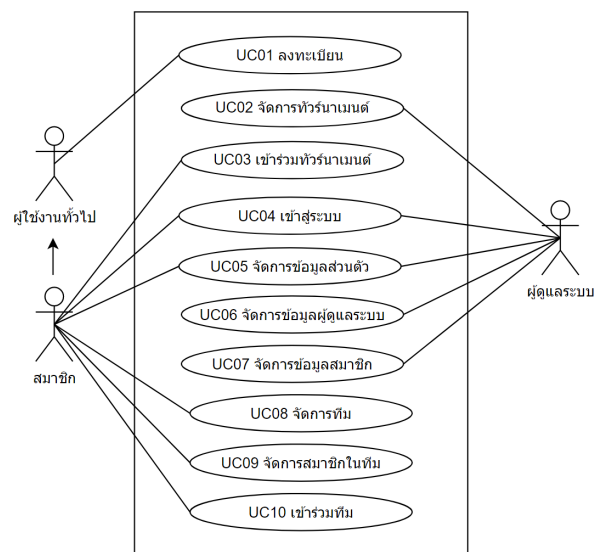 UC01 ลงทะเบียน
UC02 จัดการทัวร์นาเมนต์
UC03 เข้าร่วมทัวร์นาเมนต์
ผู้ใช้งานทั่วไป
UC04 เข้าสู่ระบบ
UC05 จัดการข้อมูลส่วนตัว
ผู้ดูแลระบบ
UC06 จัดการข้อมูลผู้ดูแลระบบ
UC07 จัดการข้อมูลสมาชิก
สมาชิก
UC08 จัดการทีม
UC09 จัดการสมาชิกในทีม
UC10 เข้าร่วมทีม